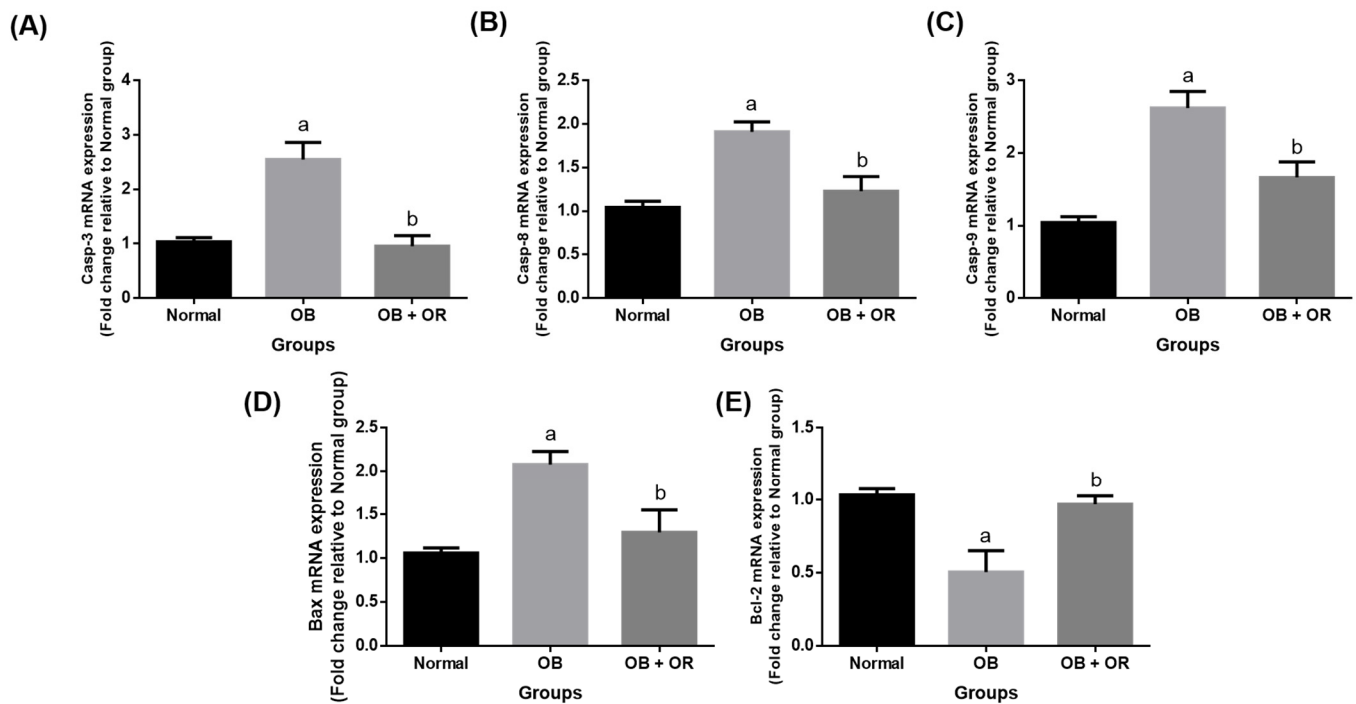 (A)
Casp-3 mRNA expression
(Fold change relative to Normal group)
4
3
2
1
0
a
b
Normal OB OB + OR
Groups
(B)
Casp-8 mRNA expression
(Fold change relative to Normal group)
2.5
2.0
1.5
1.0
0.5
0.0
a
b
Normal OB OB + OR
Groups
(C)
Casp-9 mRNA expression
(Fold change relative to Normal group)
3
2
1
0
a
b
Normal OB OB + OR
Groups
(D)
Bax mRNA expression
(Fold change relative to Normal group)
2.5
2.0
1.5
1.0
0.5
0.0
a
b
Normal OB OB + OR
Groups
(E)
Bcl-2 mRNA expression
(Fold change relative to Normal group)
1.5
1.0
0.5
0.0
a
b
Normal OB OB + OR
Groups